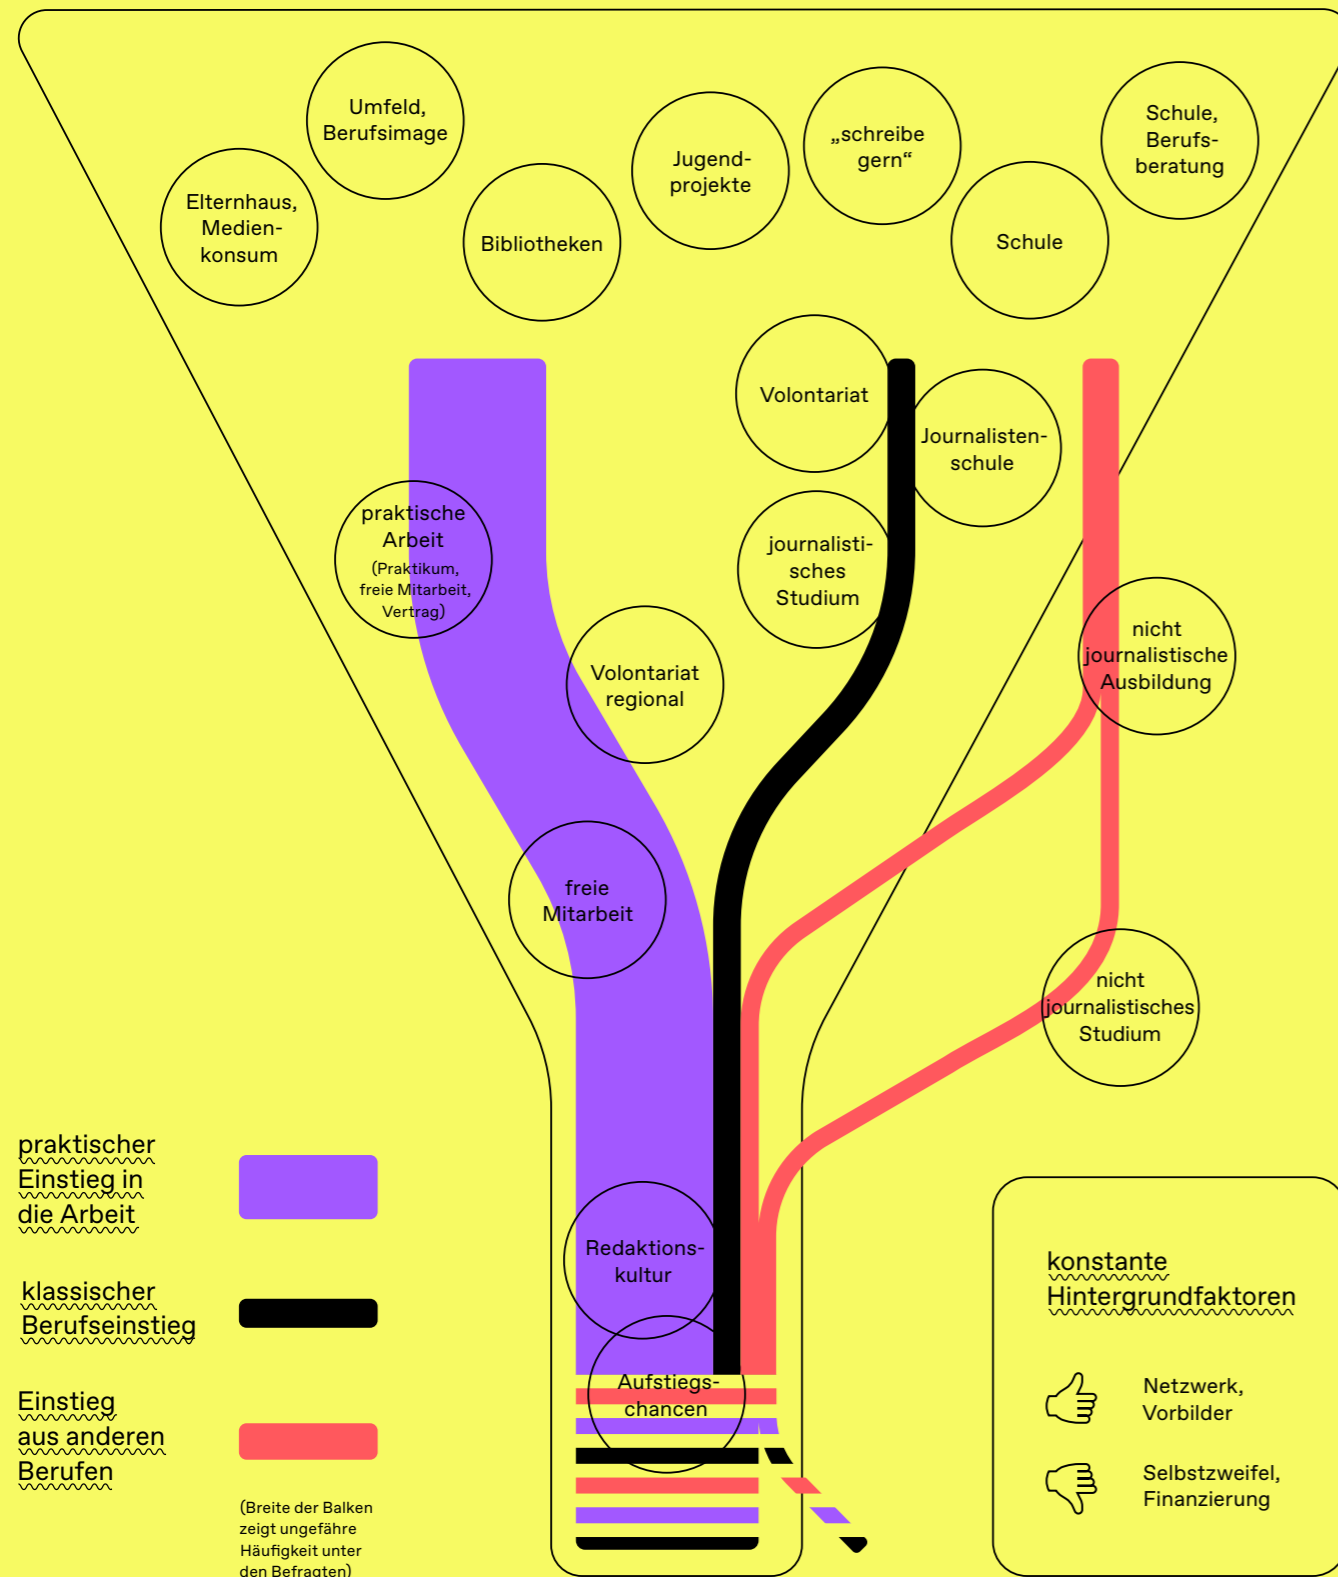 Umfeld,
Berufsimage
Elternhaus,
Medien-
konsum
Bibliotheken
Jugend-
projekte
„schreibe
gern“
Schule
Schule,
Berufs-
beratung
Volontariat
Journalisten-
schule
praktische
Arbeit
(Praktikum,
freie Mitarbeit,
Vertrag)
journalisti-
sches
Studium
Volontariat
regional
nicht
journalistische
Ausbildung
freie
Mitarbeit
nicht
journalistisches
Studium
Redaktions-
kultur
Aufstiegs-
chancen
praktischer
Einstieg in
die Arbeit
klassischer
Berufseinstieg
Einstieg
aus anderen
Berufen
(Breite der Balken
zeigt ungefähre
Häufigkeit unter
den Befragten)
konstante
Hintergrundfaktoren
Netzwerk,
Vorbilder
Selbstzweifel,
Finanzierung